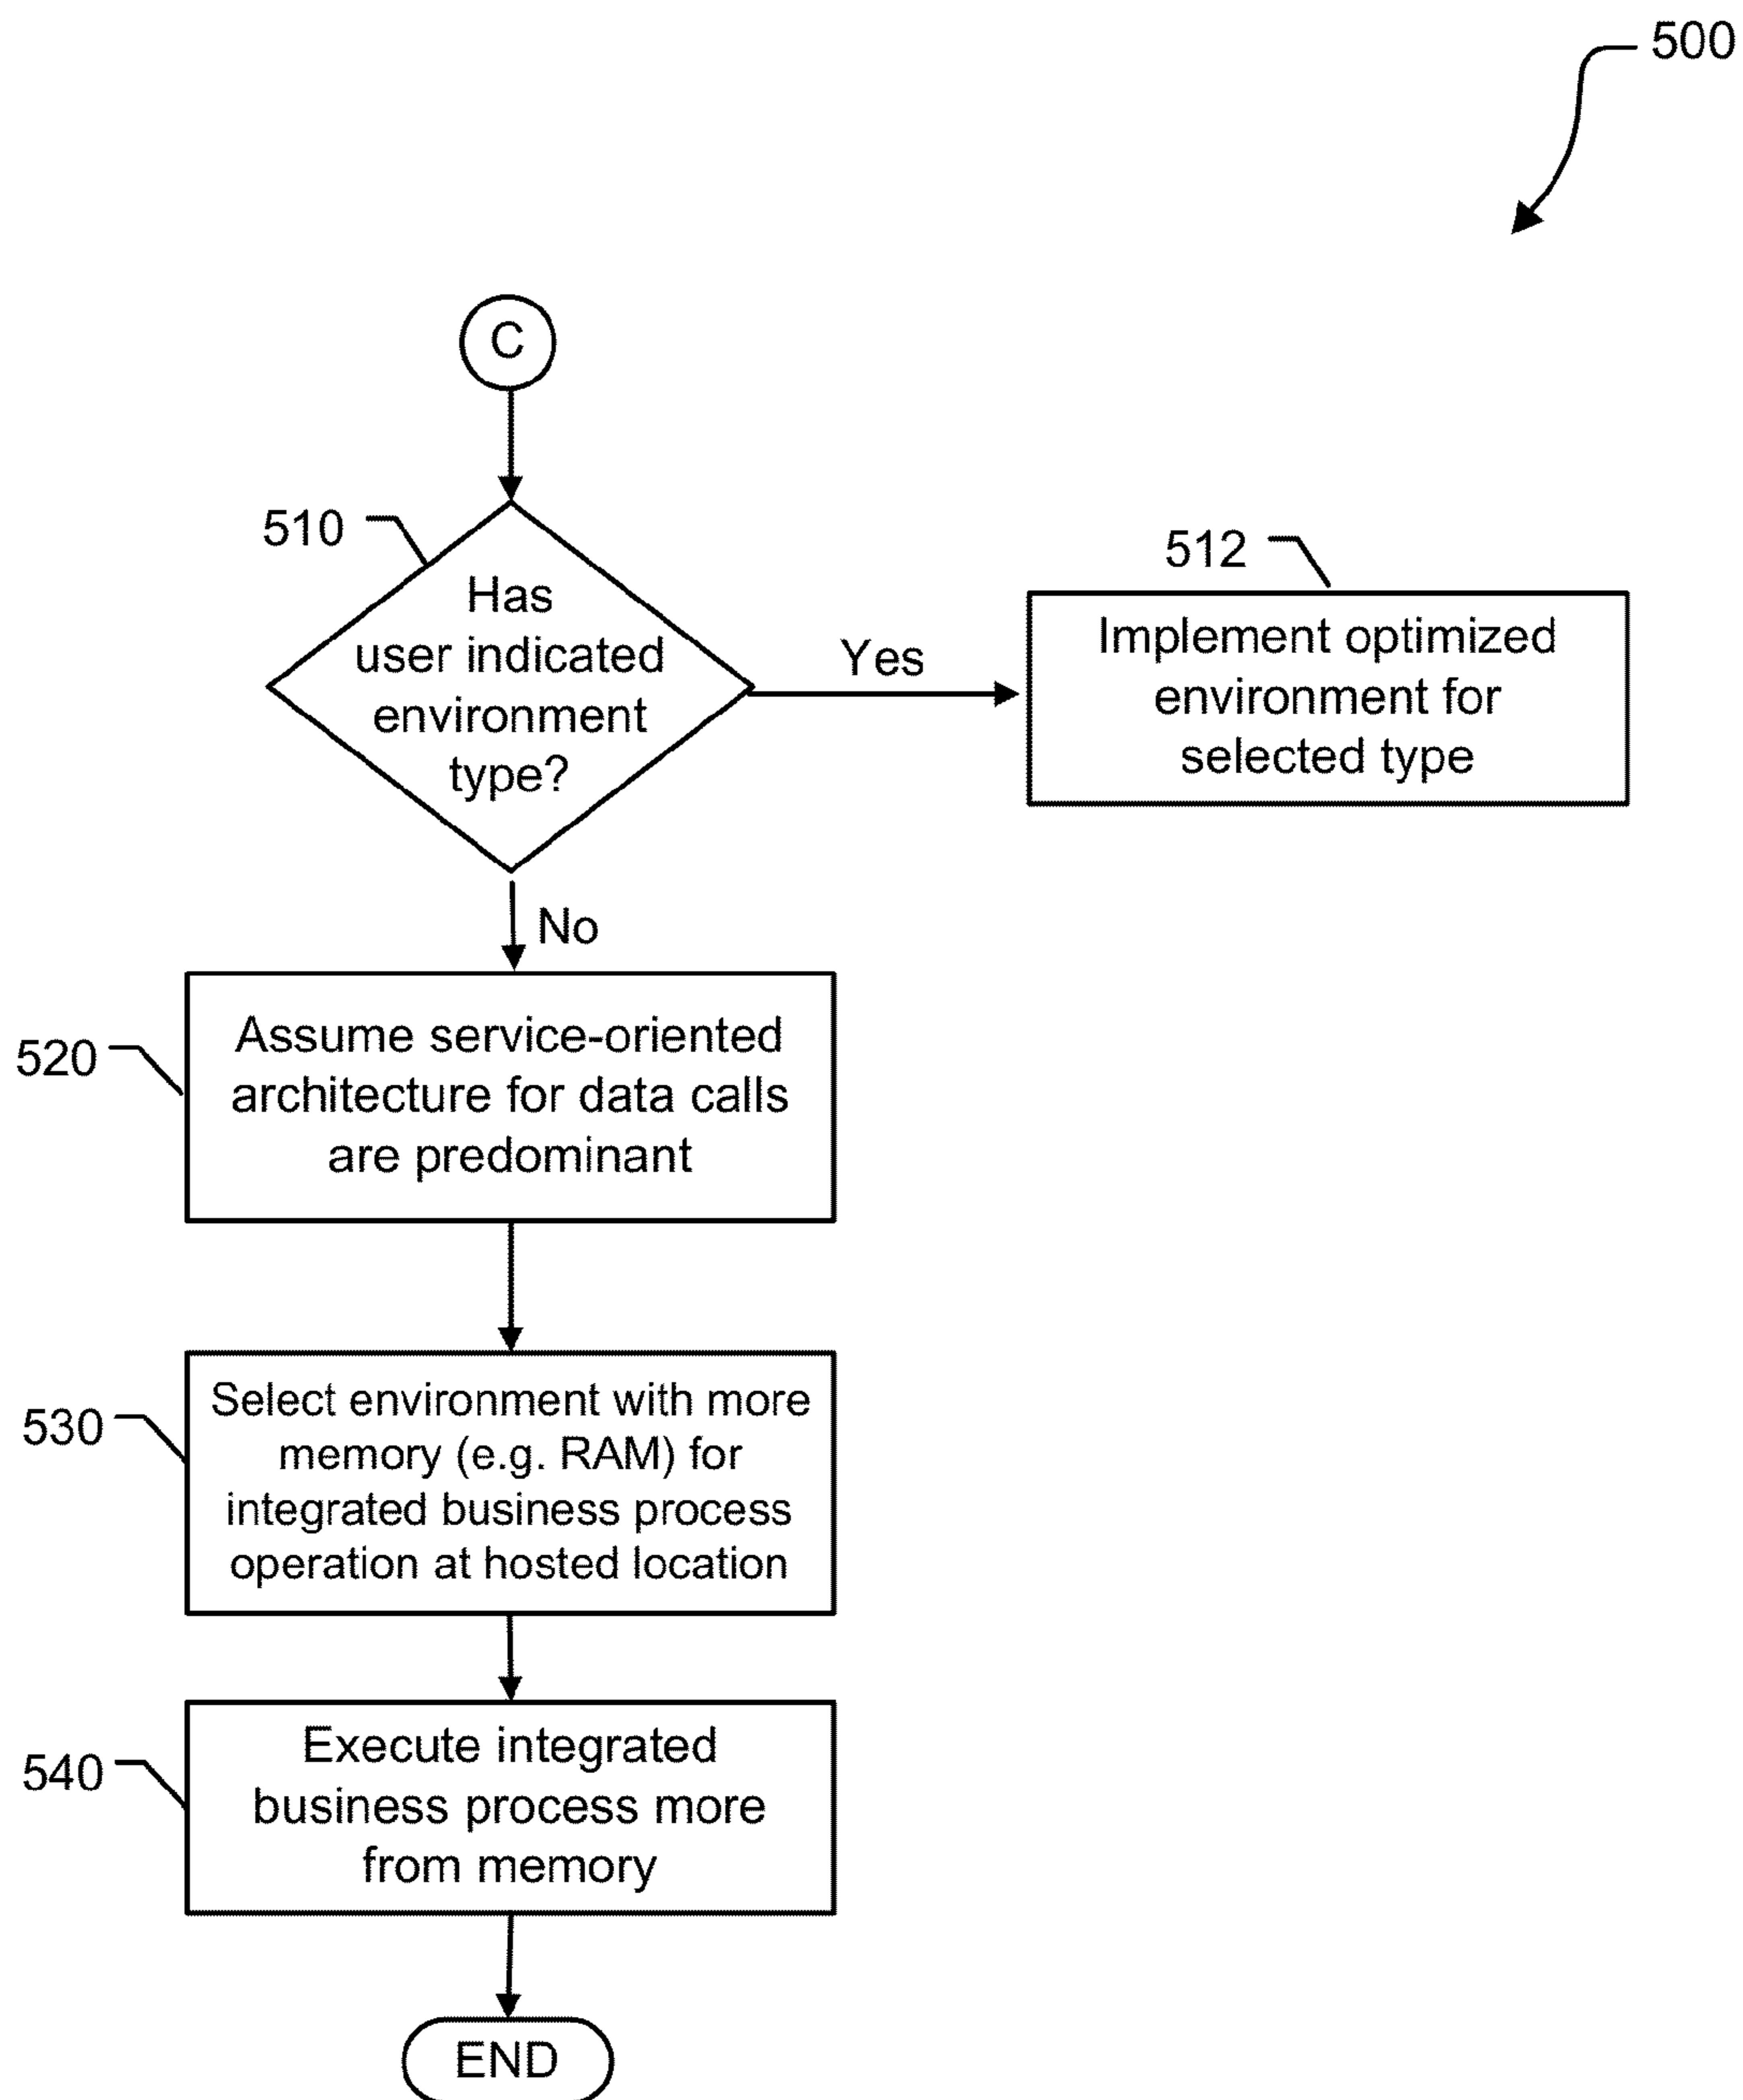 500
C
510
Has
user indicated
environment
type?
Yes
512
Implement optimized
environment for
selected type
No
520
Assume service-oriented
architecture for data calls
are predominant
530
Select environment with more
memory (e.g. RAM) for
integrated business process
operation at hosted location
540
Execute integrated
business process more
from memory
END